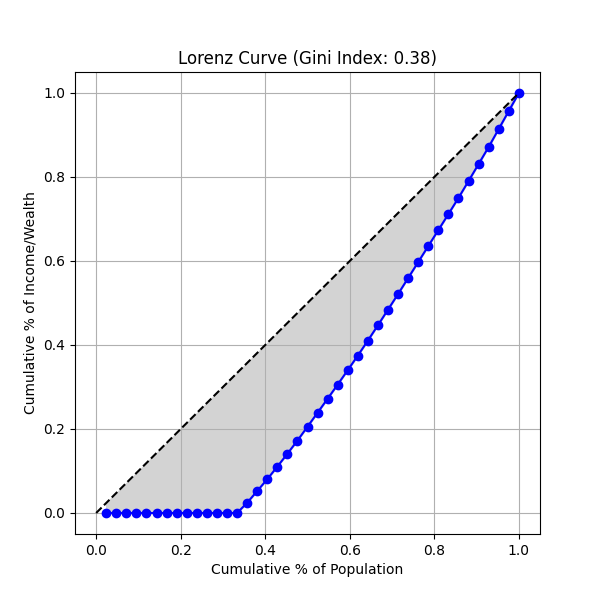 Lorenz Curve (Gini Index: 0.38)
1.0
0.8
0.6
0.4
0.2
0.0
Cumulative % of Income/Wealth
0.0 0.2 0.4 0.6 0.8 1.0
Cumulative % of Population